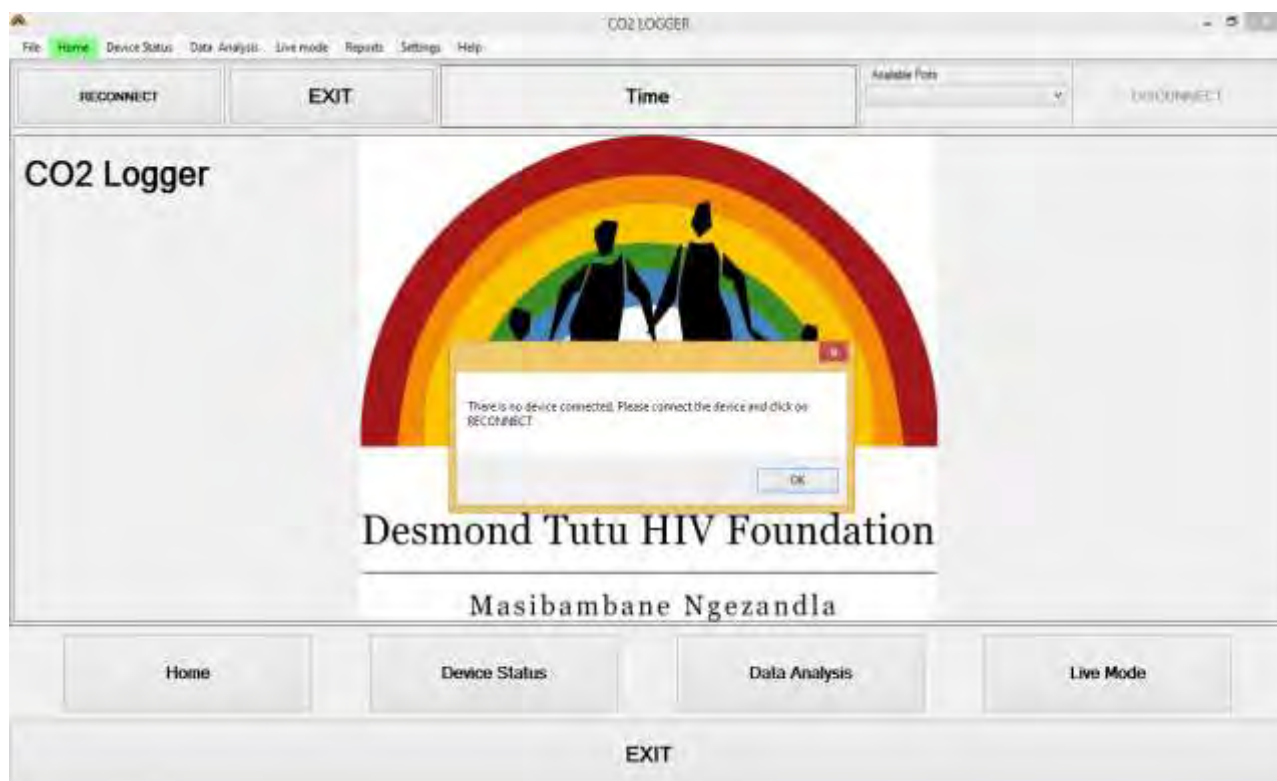 CO2 LOGGER
File Home Device Status Data Analysis Live mode Reports Settings Help
RECONNECT EXIT Time Available Ports DISCONNECT
CO2 Logger
There is no device connected. Please connect the device and click on
RECONNECT
OK
Desmond Tutu HIV Foundation
Masibambane Ngezandla
Home Device Status Data Analysis Live Mode
EXIT